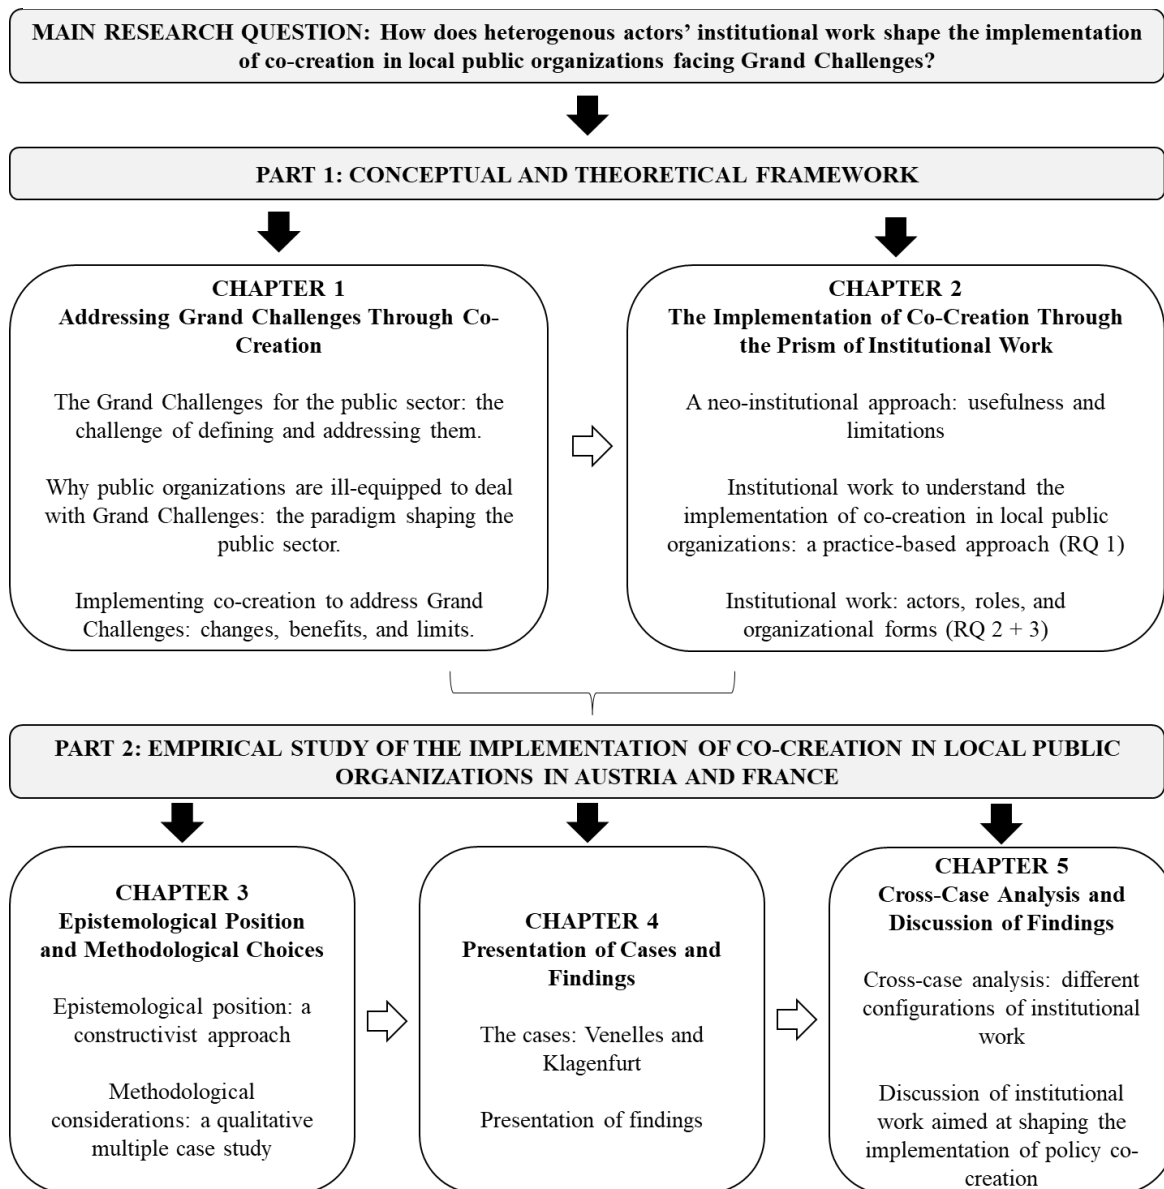 MAIN RESEARCH QUESTION: How does heterogenous actors’ institutional work shape the implementation
of co-creation in local public organizations facing Grand Challenges?
PART 1: CONCEPTUAL AND THEORETICAL FRAMEWORK
CHAPTER 1
Addressing Grand Challenges Through Co-
Creation
The Grand Challenges for the public sector: the
challenge of defining and addressing them.
Why public organizations are ill-equipped to deal
with Grand Challenges: the paradigm shaping the
public sector.
Implementing co-creation to address Grand
Challenges: changes, benefits, and limits.
CHAPTER 2
The Implementation of Co-Creation Through
the Prism of Institutional Work
A neo-institutional approach: usefulness and
limitations
Institutional work to understand the
implementation of co-creation in local public
organizations: a practice-based approach (RQ 1)
Institutional work: actors, roles, and
organizational forms (RQ 2 + 3)
PART 2: EMPIRICAL STUDY OF THE IMPLEMENTATION OF CO-CREATION IN LOCAL PUBLIC
ORGANIZATIONS IN AUSTRIA AND FRANCE
CHAPTER 3
Epistemological Position
and Methodological Choices
Epistemological position: a
constructivist approach
Methodological
considerations: a qualitative
multiple case study
CHAPTER 4
Presentation of Cases and
Findings
The cases: Venelles and
Klagenfurt
Presentation of findings
CHAPTER 5
Cross-Case Analysis and
Discussion of Findings
Cross-case analysis: different
configurations of institutional
work
Discussion of institutional
work aimed at shaping the
implementation of policy co-
creation